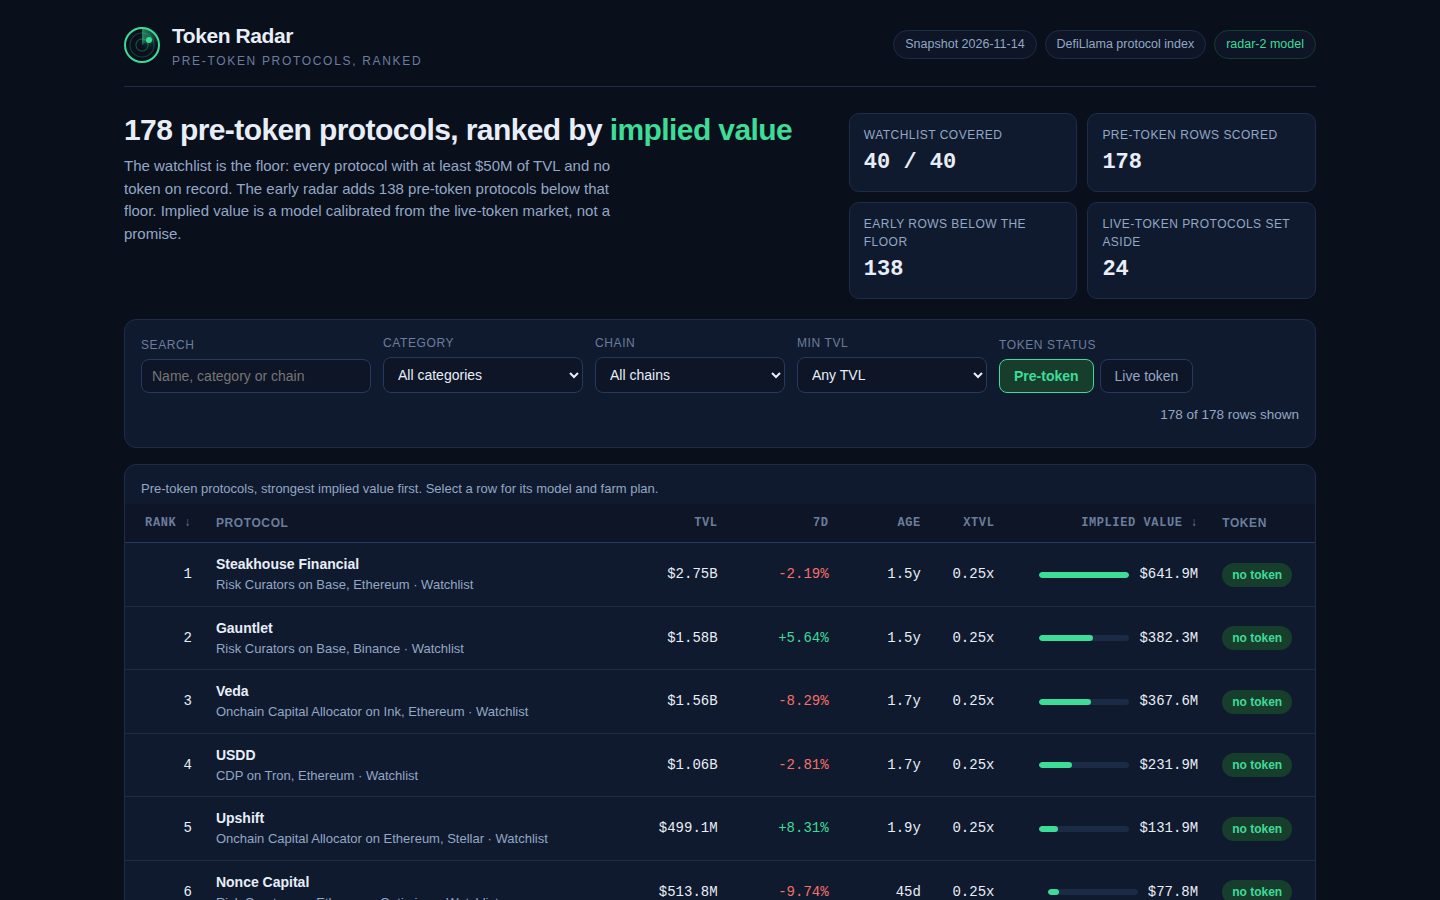 Token Radar
PRE-TOKEN PROTOCOLS, RANKED
Snapshot 2026-11-14
DefiLlama protocol index
radar-2 model
178 pre-token protocols, ranked by implied value
The watchlist is the floor: every protocol with at least $50M of TVL and no
token on record. The early radar adds 138 pre-token protocols below that
floor. Implied value is a model calibrated from the live-token market, not a
promise.
WATCHLIST COVERED
40 / 40
PRE-TOKEN ROWS SCORED
178
EARLY ROWS BELOW THE
FLOOR
138
LIVE-TOKEN PROTOCOLS SET
ASIDE
24
SEARCH
Name, category or chain
CATEGORY
All categories
CHAIN
All chains
MIN TVL
Any TVL
TOKEN STATUS
Pre-token
Live token
178 of 178 rows shown
Pre-token protocols, strongest implied value first. Select a row for its model and farm plan.
RANK ↓ PROTOCOL TVL 7D AGE XTVL IMPLIED VALUE ↓ TOKEN
1 Steakhouse Financial $2.75B -2.19% 1.5y 0.25x $641.9M no token
Risk Curators on Base, Ethereum · Watchlist
2 Gauntlet $1.58B +5.64% 1.5y 0.25x $382.3M no token
Risk Curators on Base, Binance · Watchlist
3 Veda $1.56B -8.29% 1.7y 0.25x $367.6M no token
Onchain Capital Allocator on Ink, Ethereum · Watchlist
4 USDD $1.06B -2.81% 1.7y 0.25x $231.9M no token
CDP on Tron, Ethereum · Watchlist
5 Upshift $499.1M +8.31% 1.9y 0.25x $131.9M no token
Onchain Capital Allocator on Ethereum, Stellar · Watchlist
6 Nonce Capital $513.8M -9.74% 45d 0.25x $77.8M no token